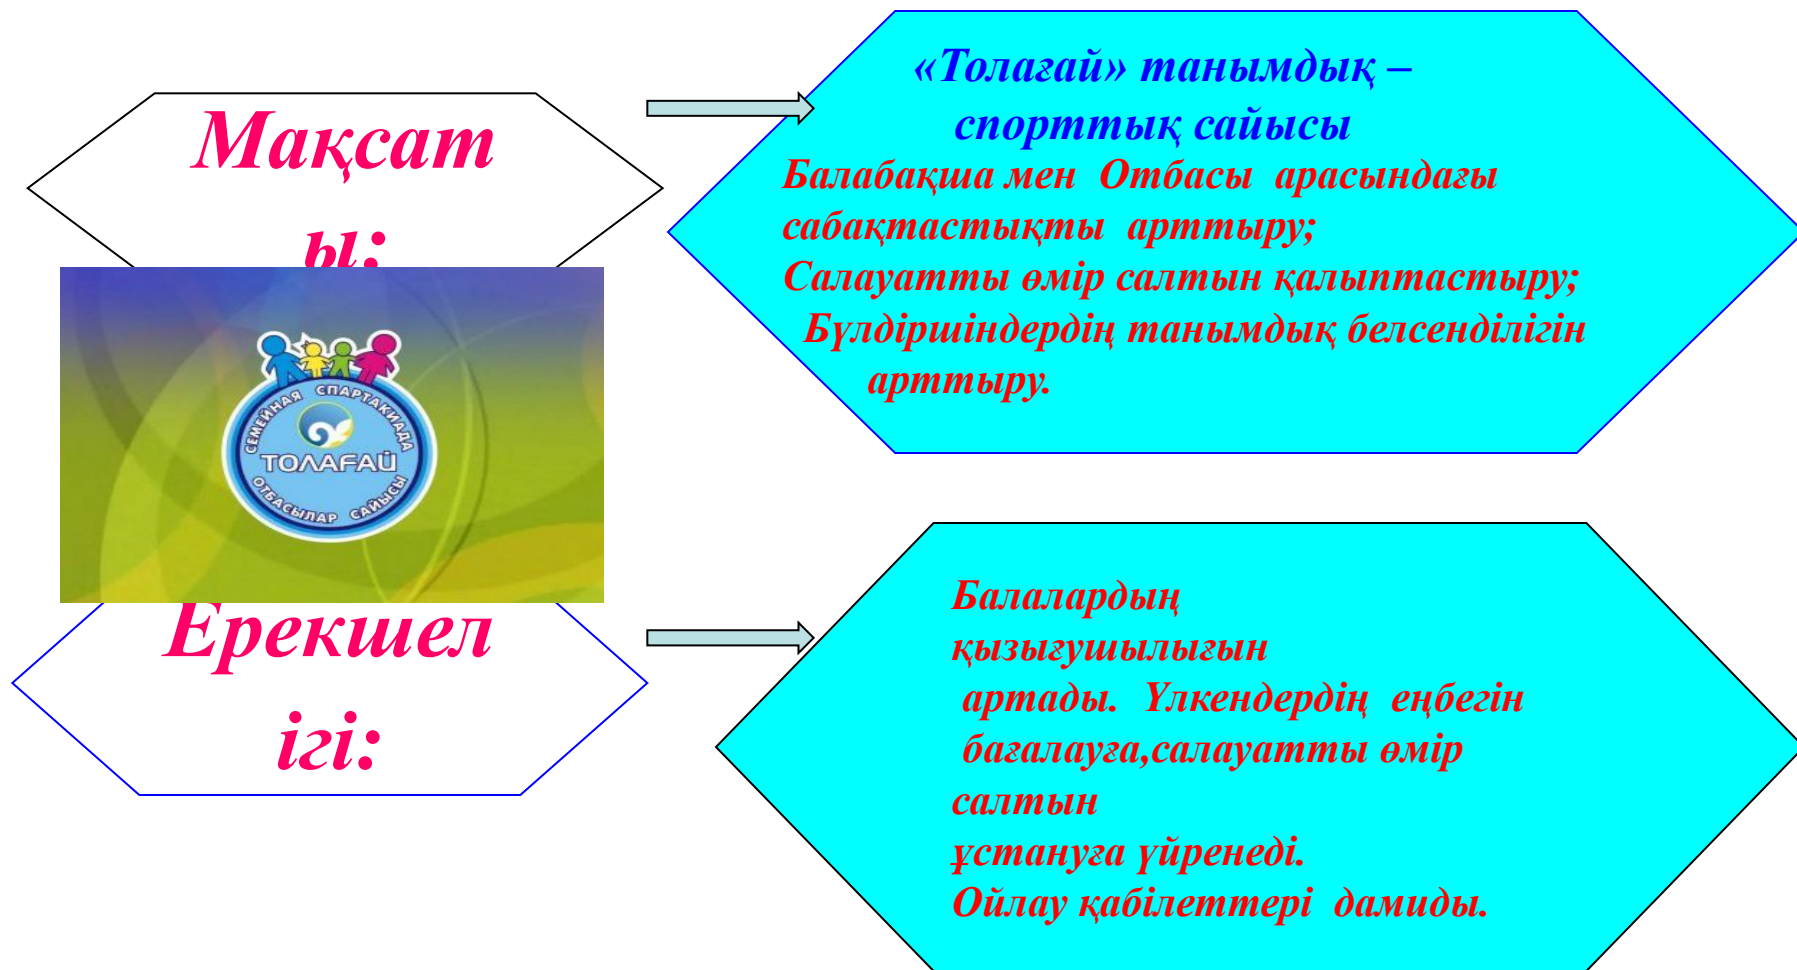 Мақсат
ы:
«Толағай» танымдық –
спорттық сайысы
Балабақша мен Отбасы арасындағы
сабақтастықты арттыру;
Салауатты өмір салтын қалыптастыру;
Бүлдіршіндердің танымдық белсенділігін
арттыру.
СЕМЕЙНАЯ СПАРТАКИАДА
ТОЛАҒАЙ
ОТБАСЫЛАР САЙЫСЫ
Ерекшел
ігі:
Балалардың
қызығушылығын
артады. Үлкендердің еңбегін
бағалауға,салауатты өмір
салтын
ұстануға үйренеді.
Ойлау қабілеттері дамиды.